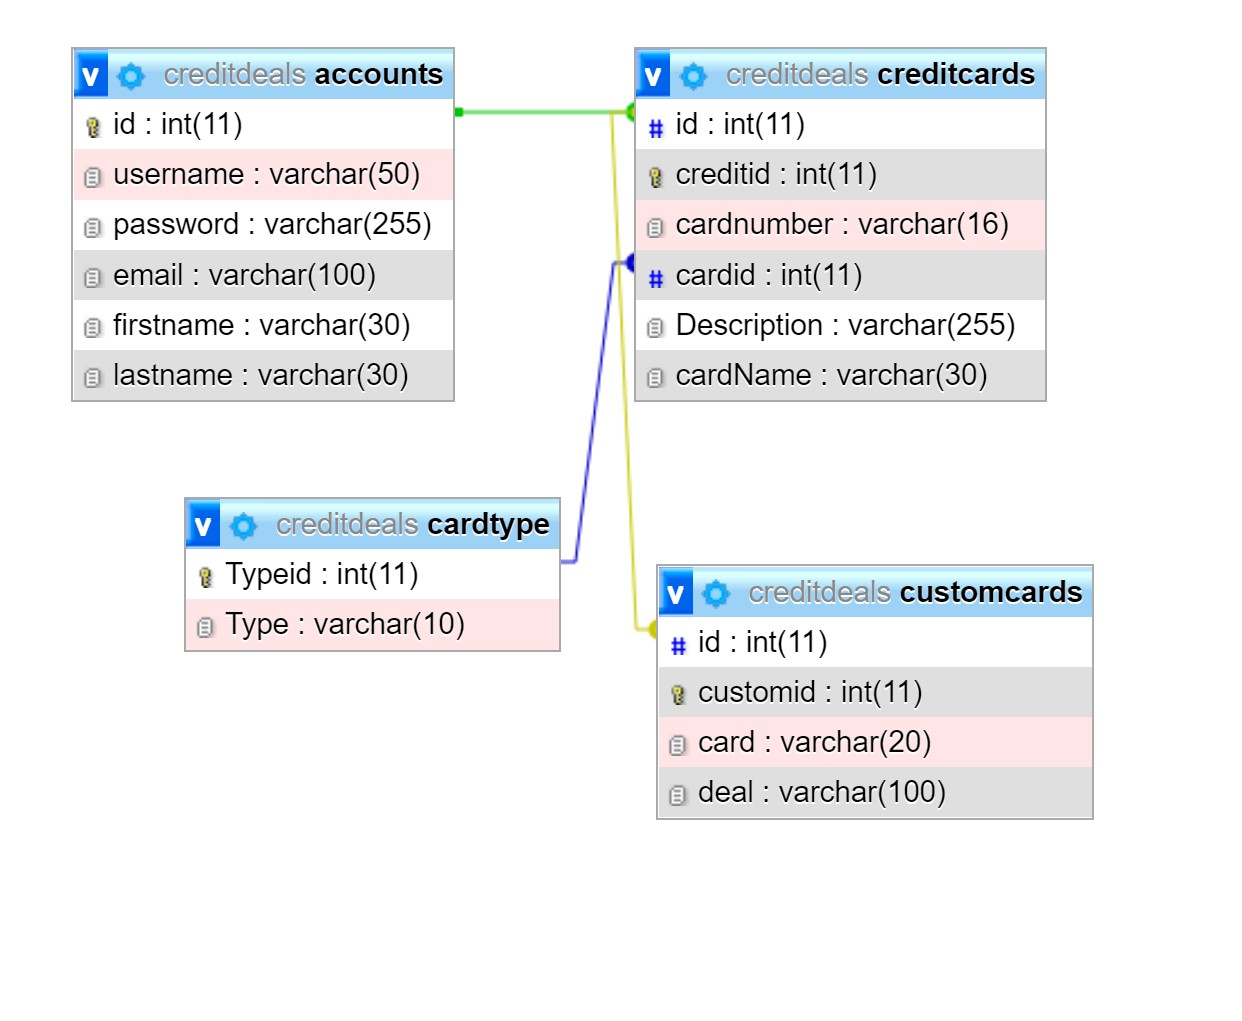 v creditdeals accounts
id : int(11)
username : varchar(50)
password : varchar(255)
email : varchar(100)
firstname : varchar(30)
lastname : varchar(30)
v creditdeals creditcards
# id : int(11)
creditid : int(11)
cardnumber : varchar(16)
# cardid : int(11)
Description : varchar(255)
cardName : varchar(30)
v creditdeals cardtype
Typeid : int(11)
Type : varchar(10)
v creditdeals customcards
# id : int(11)
customid : int(11)
card : varchar(20)
deal : varchar(100)